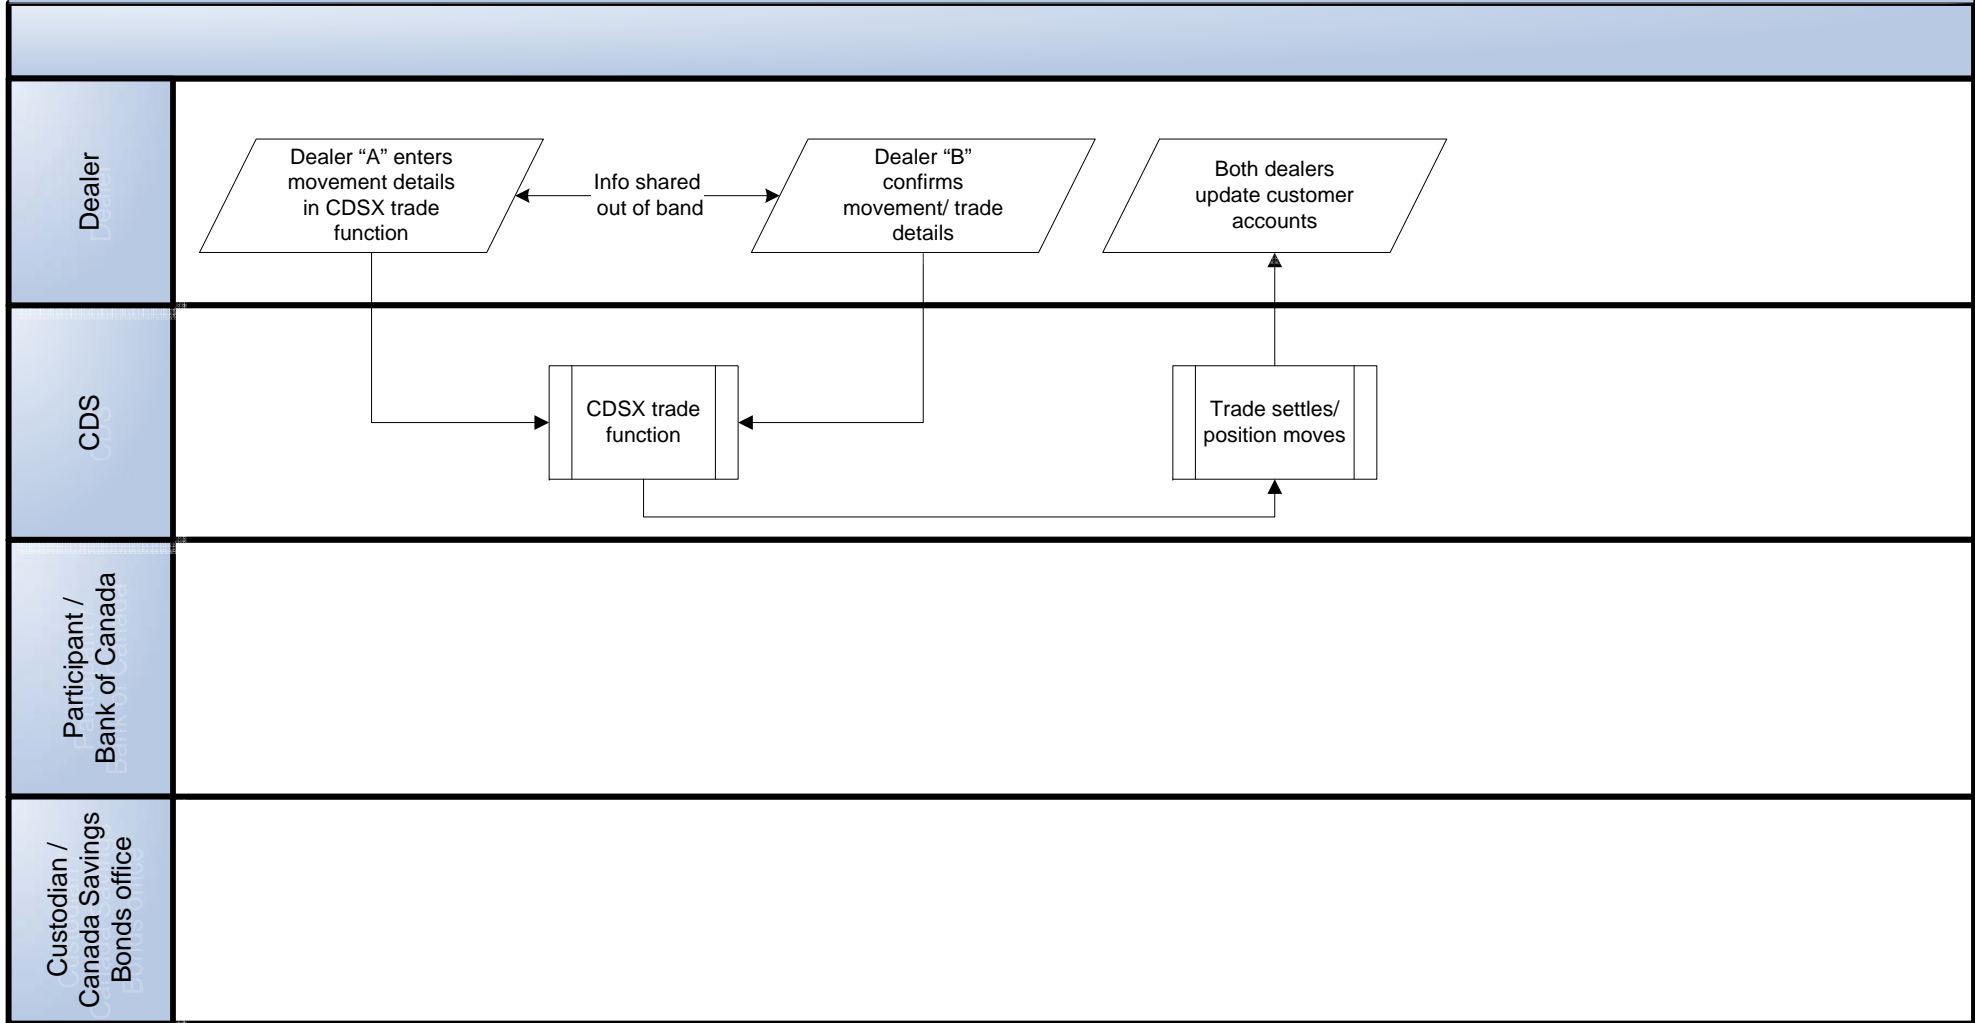 Dealer
Dealer “A” enters
movement details
in CDSX trade
function
Info shared
out of band
Dealer “B”
confirms
movement/ trade
details
Both dealers
update customer
accounts
CDS
CDSX trade
function
Trade settles/
position moves
Participant /
Bank of Canada
Custodian /
Canada Savings
Bonds office